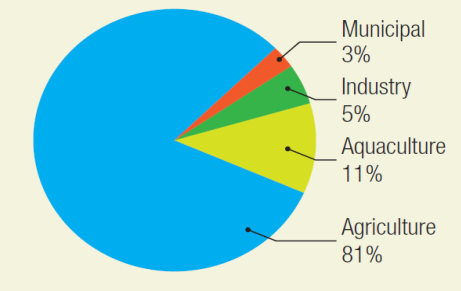 Municipal
3%
Industry
5%
Aquaculture
11%
Agriculture
81%